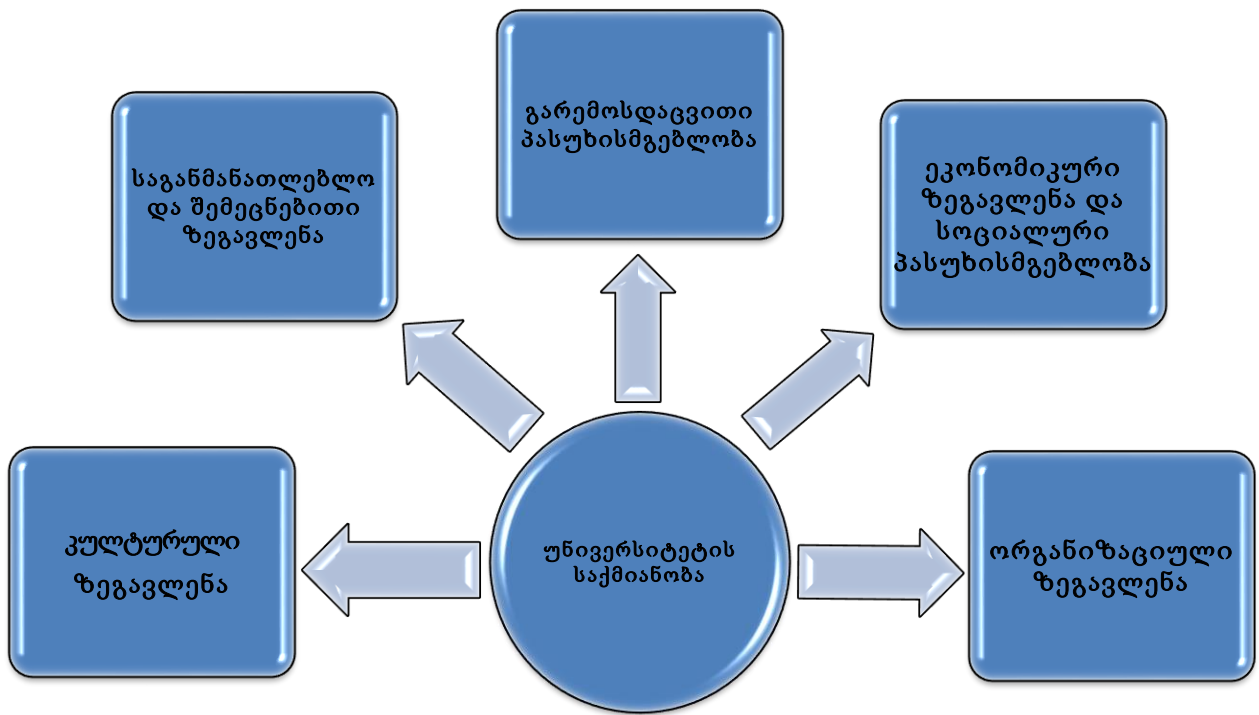 გარემოსდაცვითი
პასუხისმგებლობა
საგანმანათლებლო
და შემეცნებითი
ზეგავლენა
ეკონომიკური
ზეგავლენა და
სოციალური
პასუხისმგებლობა
კულტურული
ზეგავლენა
უნივერსიტეტის
საქმიანობა
ორგანიზაციული
ზეგავლენა